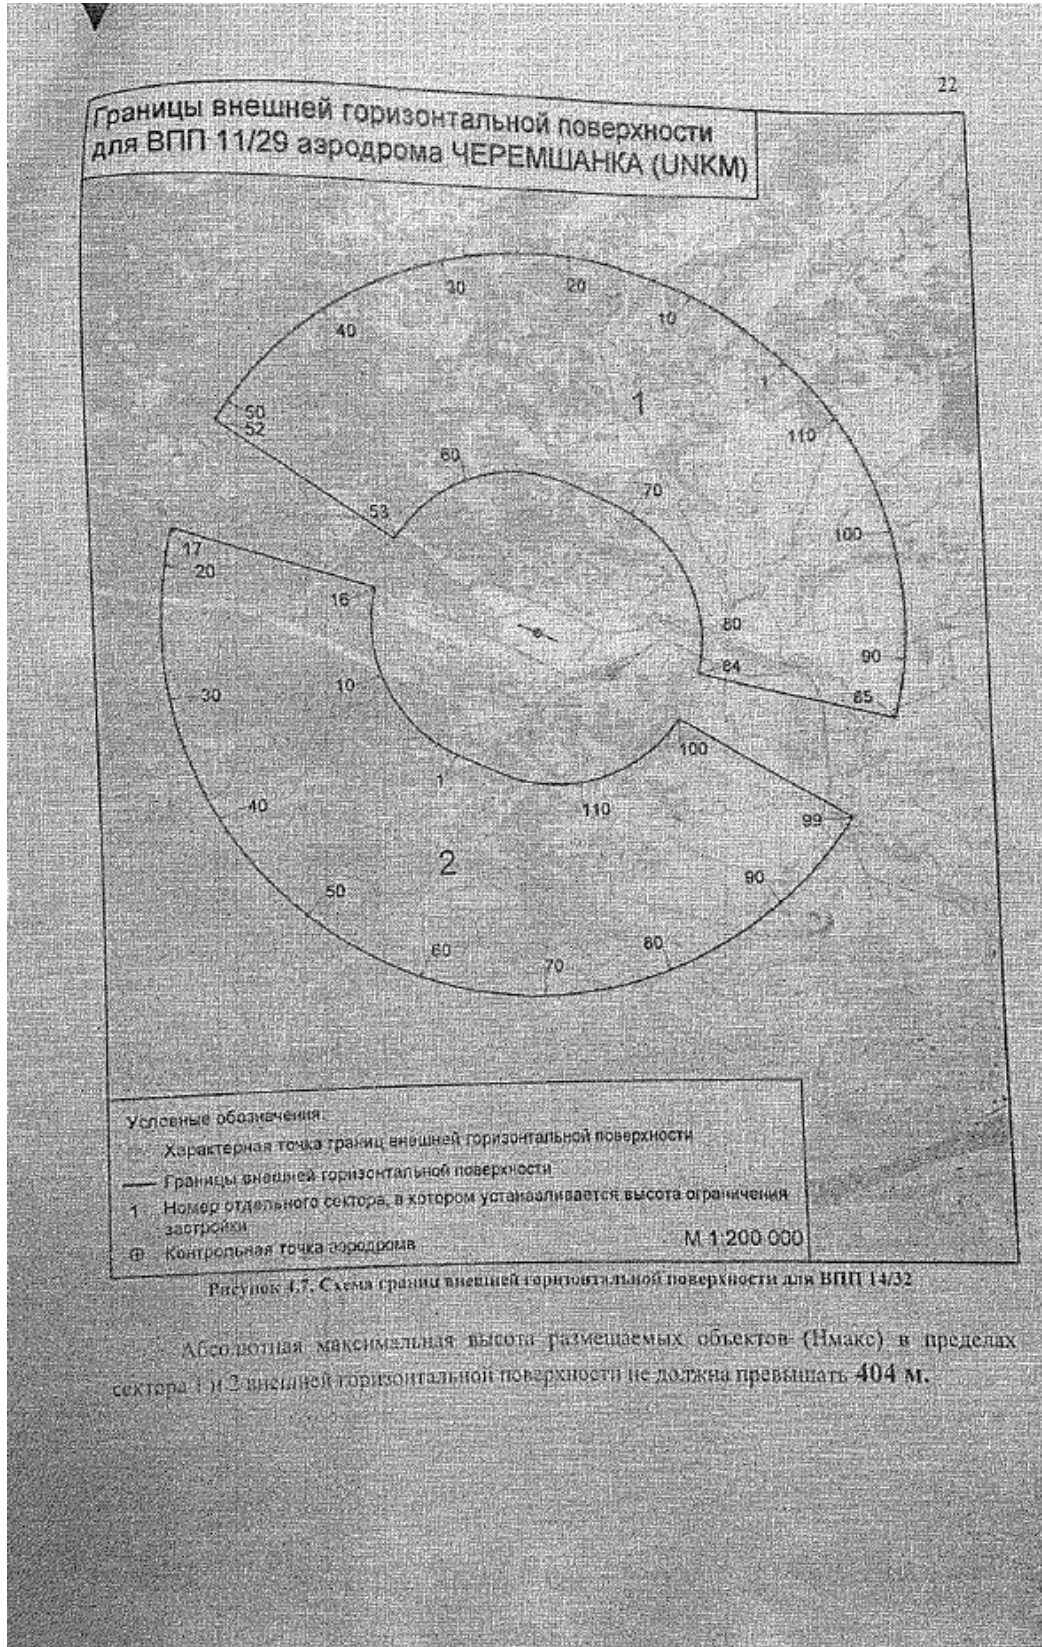 22
Границы внешней горизонтальной поверхности
для ВПП 11/29 аэродрома ЧЕРЕМШАНКА (UNKM)
30
20
40
10
1
1
50
52
110
60
53
70
100
17
20
16
80
90
84
85
10
30
100
1
110
99
40
2
90
50
80
60
70
Условные обозначения:
Характерная точка границ внешней горизонтальной поверхности
Границы внешней горизонтальной поверхности
1 Номер отдельного сектора, в котором устанавливается высота ограничения
застройки
Контрольная точка аэродрома
М 1:200 000
Рисунок 4.7. Схема границ внешней горизонтальной поверхности для ВПП 14/32
Абсолютная максимальная высота размещаемых объектов (Hмакс) в пределах
сектора 1 и 2 внешней горизонтальной поверхности не должна превышать 404 м.